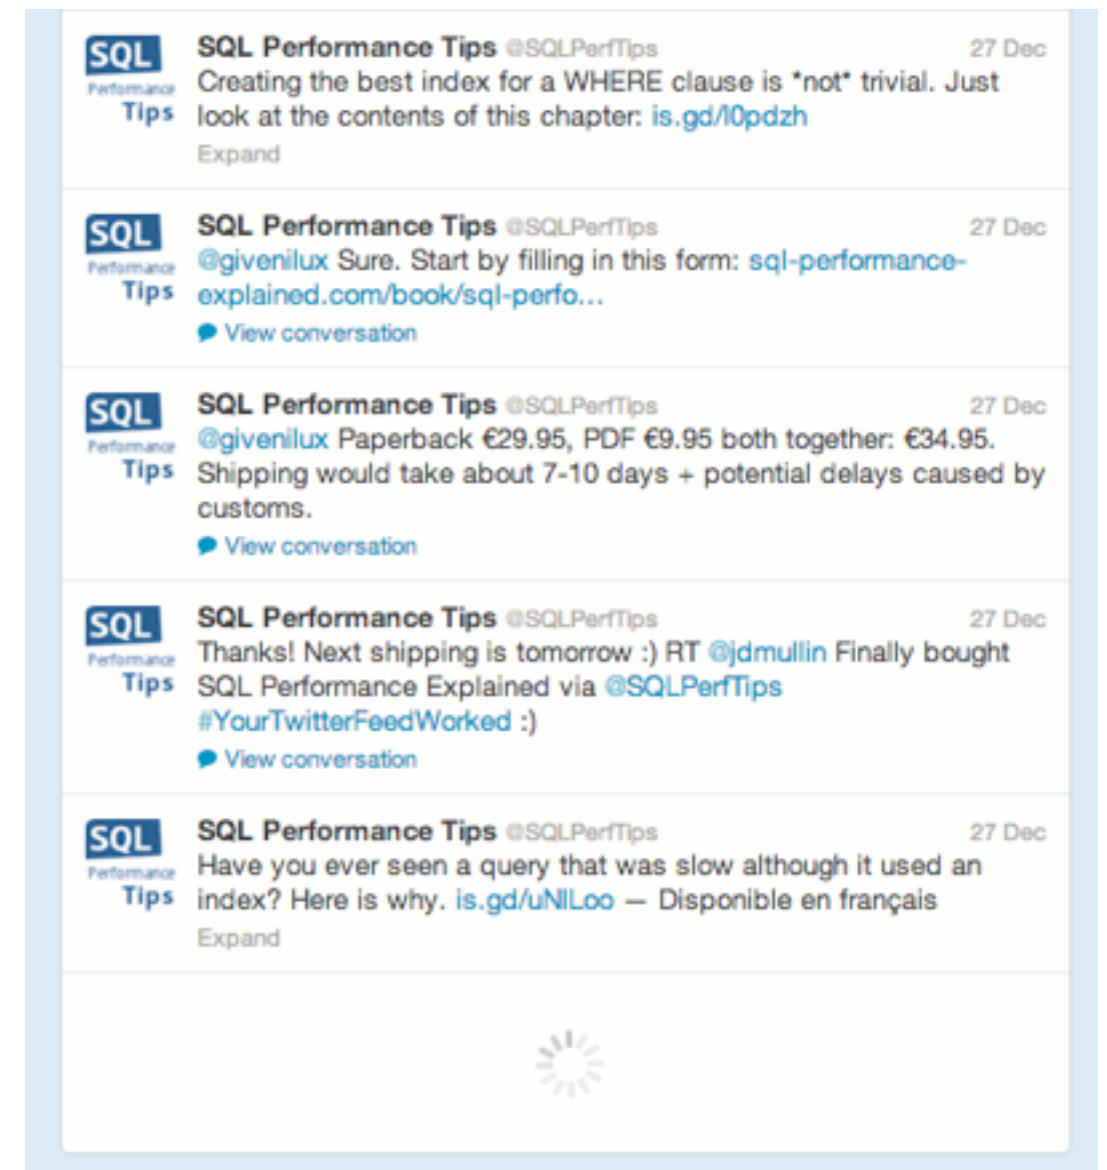 SQL Performance Tips @SQLPerfTips 27 Dec
Creating the best index for a WHERE clause is *not* trivial. Just
look at the contents of this chapter: is.gd/l0pdzh
Expand
SQL
Performance
Tips
SQL Performance Tips @SQLPerfTips 27 Dec
@givenilux Sure. Start by filling in this form: sql-performance-
explained.com/book/sql-perfo...
View conversation
SQL
Performance
Tips
SQL Performance Tips @SQLPerfTips 27 Dec
@givenilux Paperback €29.95, PDF €9.95 both together: €34.95.
Shipping would take about 7-10 days + potential delays caused by
customs.
View conversation
SQL
Performance
Tips
SQL Performance Tips @SQLPerfTips 27 Dec
Thanks! Next shipping is tomorrow :) RT @jdmullin Finally bought
SQL Performance Explained via @SQLPerfTips
#YourTwitterFeedWorked :)
View conversation
SQL
Performance
Tips
SQL Performance Tips @SQLPerfTips 27 Dec
Have you ever seen a query that was slow although it used an
index? Here is why. is.gd/uNlLoo — Disponible en français
Expand
SQL
Performance
Tips